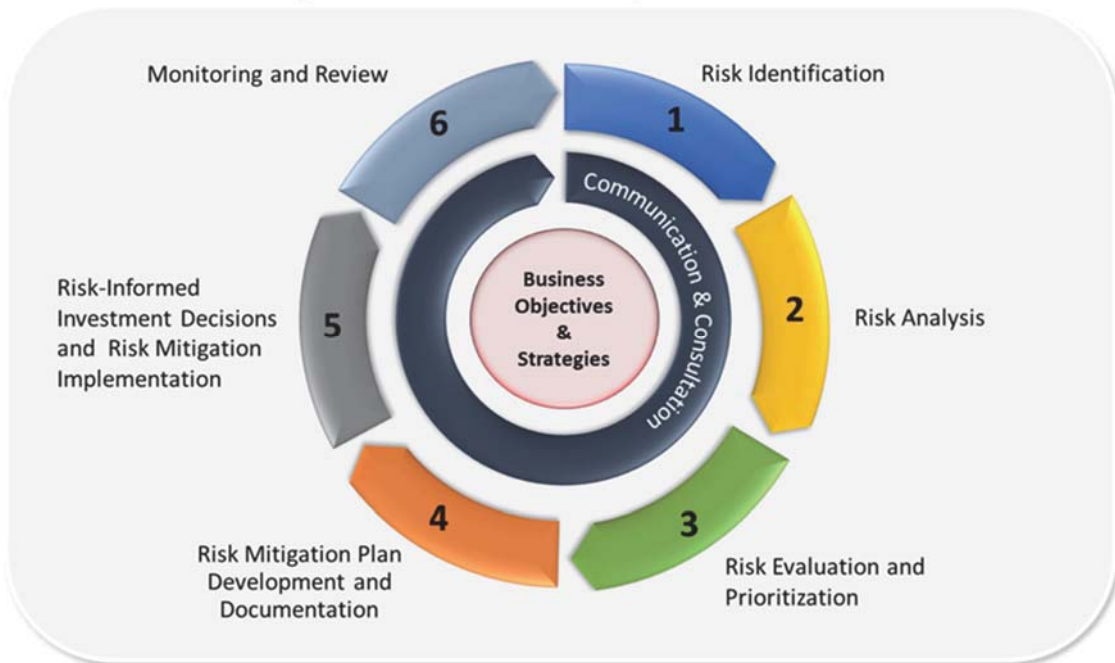 1
Risk Identification
2
Risk Analysis
3
Risk Evaluation and
Prioritization
4
Risk Mitigation Plan
Development and
Documentation
5
Risk-Informed
Investment Decisions
and Risk Mitigation
Implementation
6
Monitoring and Review
Communication & Consultation
Business
Objectives
&
Strategies